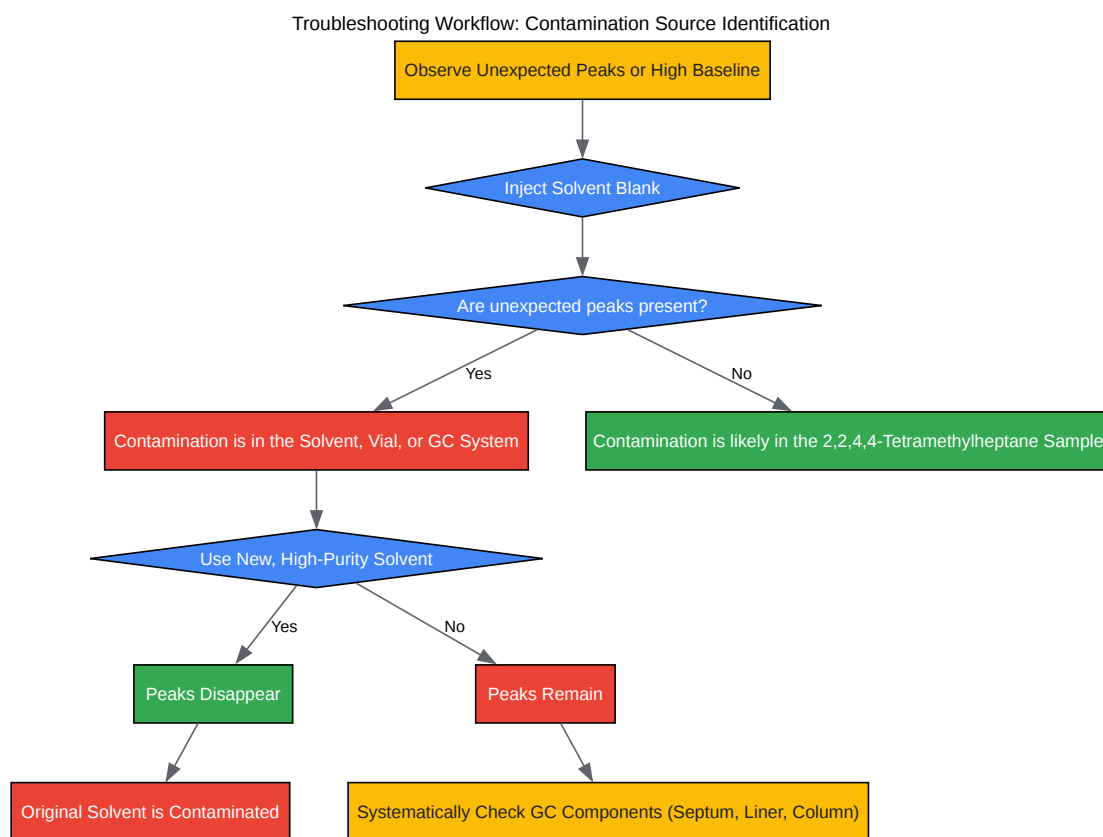 Troubleshooting Workflow: Contamination Source Identification
Observe Unexpected Peaks or High Baseline
Inject Solvent Blank
Are unexpected peaks present?
Yes
No
Contamination is in the Solvent, Vial, or GC System
Contamination is likely in the 2,2,4,4-Tetramethylheptane Sample
Use New, High-Purity Solvent
Yes
No
Peaks Disappear
Peaks Remain
Original Solvent is Contaminated
Systematically Check GC Components (Septum, Liner, Column)